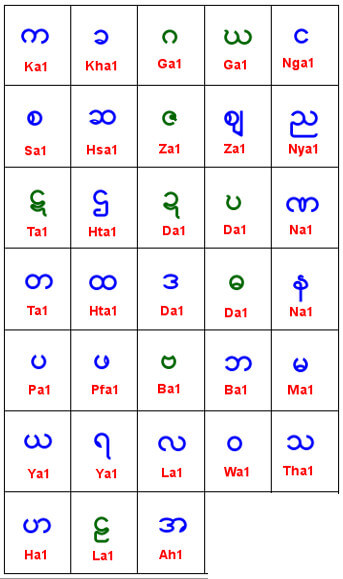 က ခ ဂ ဃ င
Ka1 Kha1 Ga1 Ga1 Nga1
စ ဆ ဇ ဈ ည
Sa1 Hsa1 Za1 Za1 Nya1
ဋ ဌ ဍ ဎ ဏ
Ta1 Hta1 Da1 Da1 Na1
တ ထ ဒ ဓ န
Ta1 Hta1 Da1 Da1 Na1
ပ ဖ ဗ ဘ မ
Pa1 Pfa1 Ba1 Ba1 Ma1
ယ ရ လ ဝ သ
Ya1 Ya1 La1 Wa1 Tha1
ဟ ဠ အ
Ha1 La1 Ah1